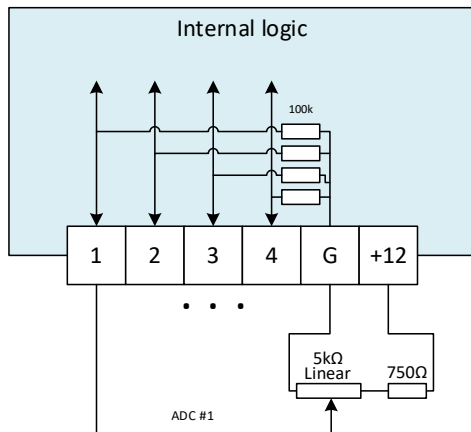 Internal logic
100k
1 2 3 4 G +12
. . .
5kΩ
Linear
750Ω
ADC #1